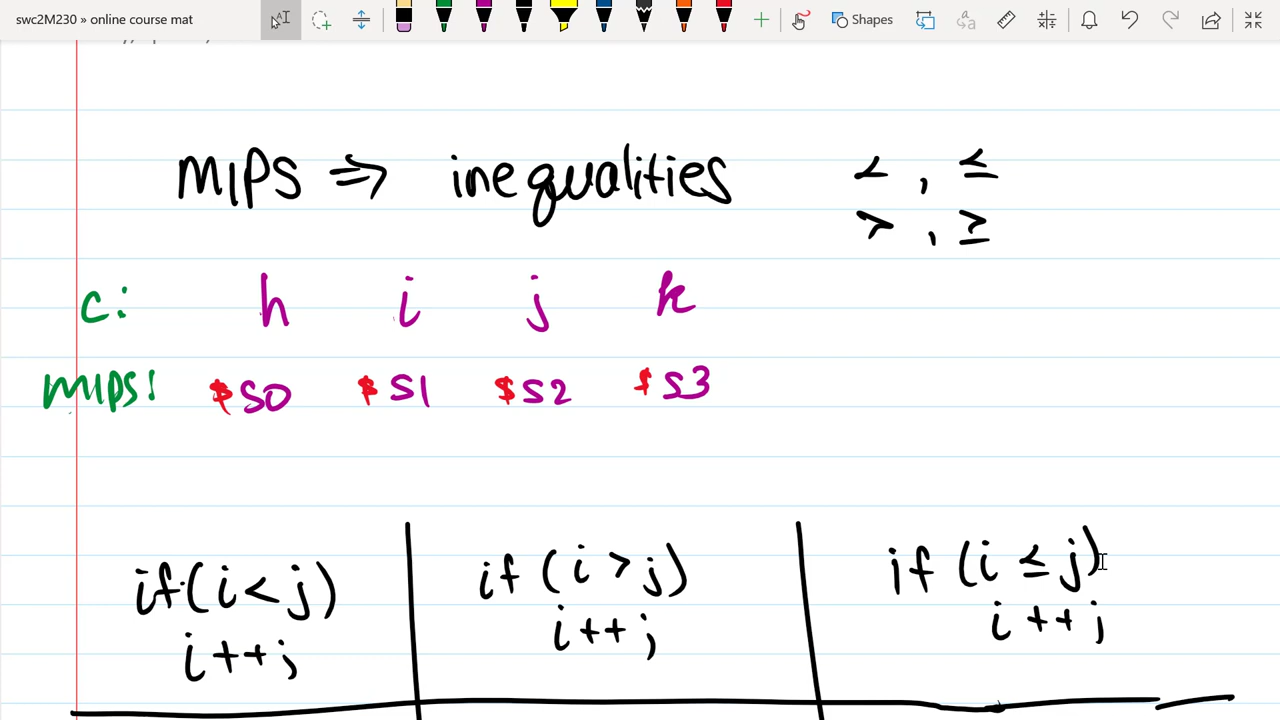 swc2M230 » online course mat
Shapes
MIPS ⇒ inequalities < , ≤
> , ≥
C: h i j k
MIPS: $S0 $S1 $S2 $S3
if(i < j)
i++;
if (i > j)
i++;
if (i ≤ j)
i++;